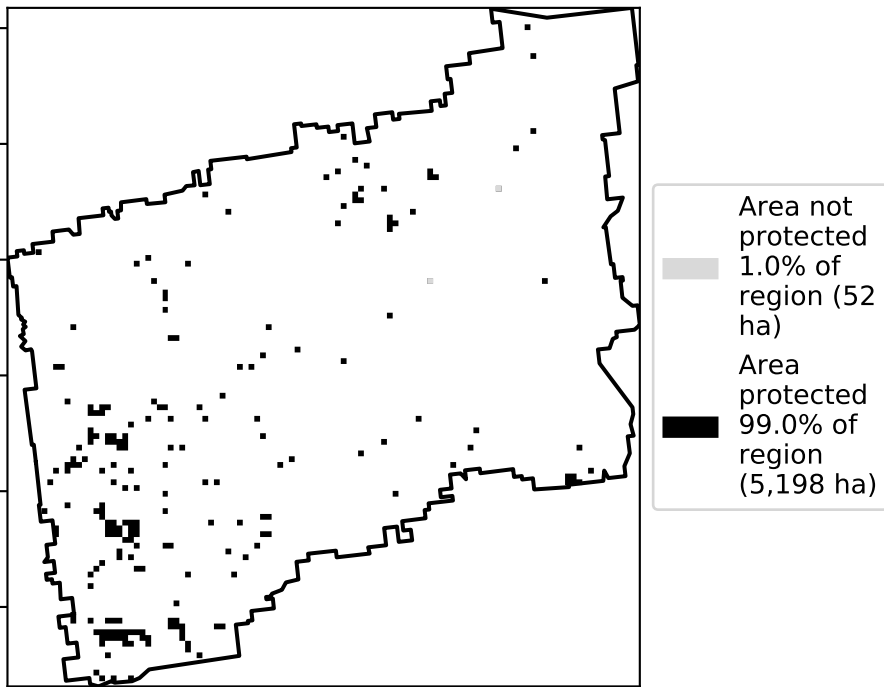 Area not
protected
1.0% of
region (52
ha)
Area
protected
99.0% of
region
(5,198 ha)